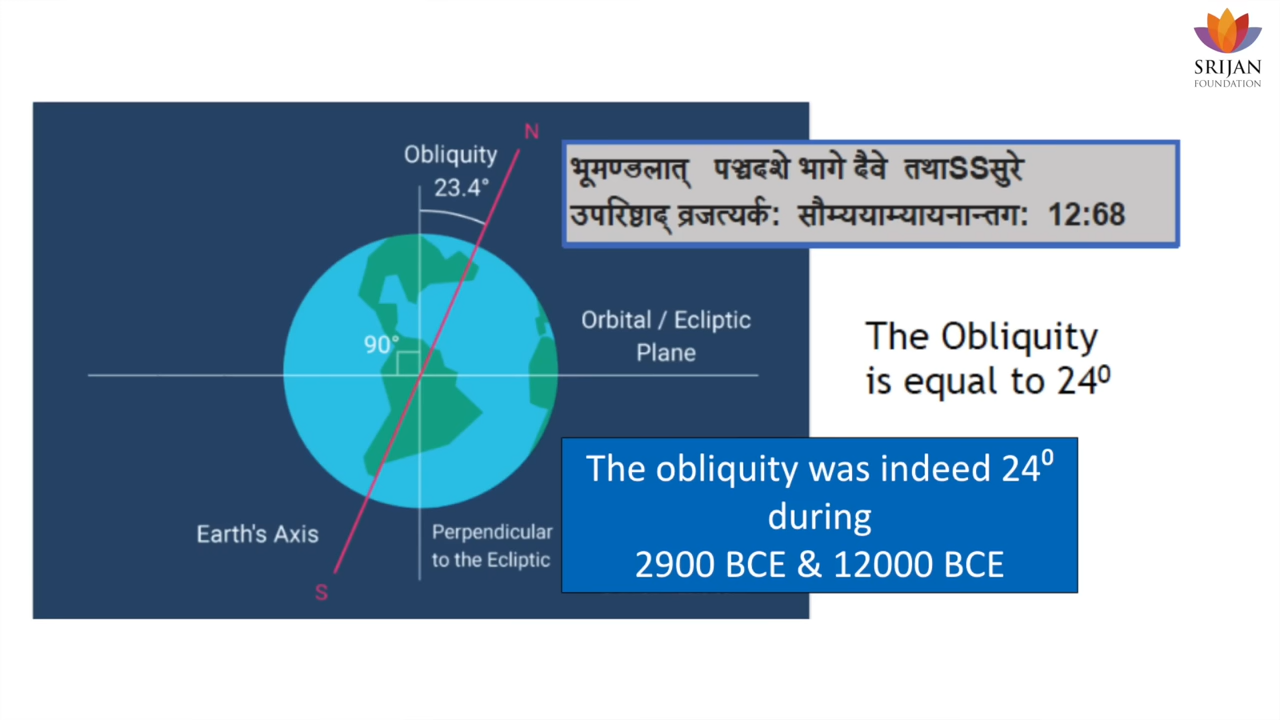 SRIJAN
FOUNDATION
N
Obliquity
23.4°
भूमण्डलात् पञ्चदशे भागे दैवे तथाSSसुरे
उपरिष्ठाद् व्रजत्यर्क: सौम्ययाम्यायनान्तग: 12:68
90°
Orbital / Ecliptic
Plane
The Obliquity
is equal to 24⁰
The obliquity was indeed 24⁰
during
2900 BCE & 12000 BCE
Earth's Axis
Perpendicular
to the Ecliptic
S